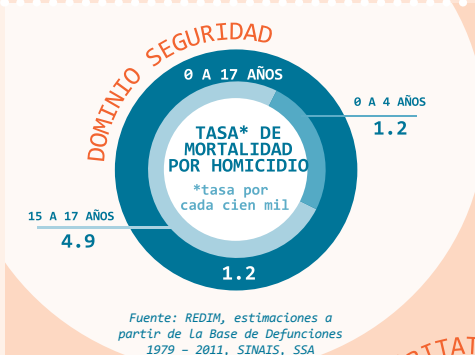 DOMINIO SEGURIDAD
0 A 17 AÑOS
0 A 4 AÑOS
1.2
TASA* DE
MORTALIDAD
POR HOMICIDIO
*tasa por
cada cien mil
15 A 17 AÑOS
4.9
1.2
Fuente: REDIM, estimaciones a
partir de la Base de Defunciones
1979 – 2011, SINAIS, SSA